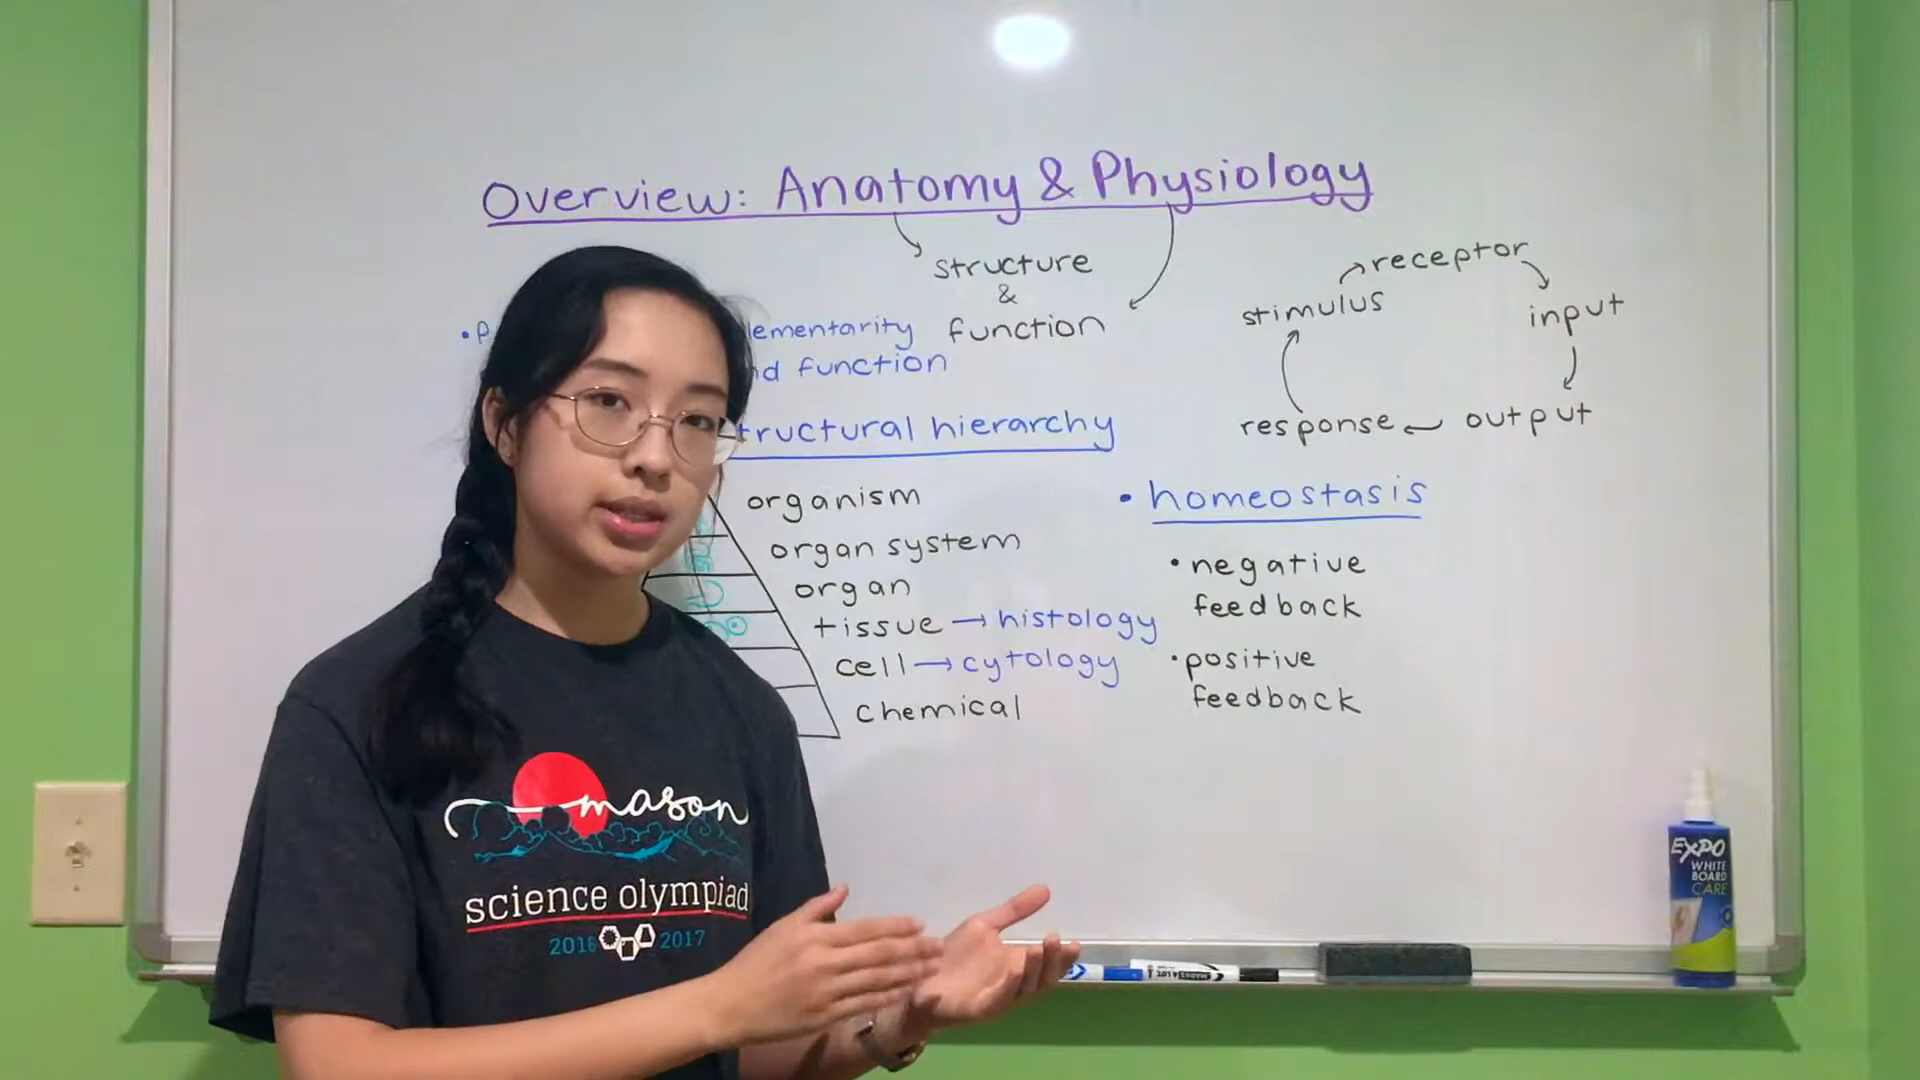 Overview: Anatomy & Physiology
structure
&
function
lementarity
nd function
tructural hierarchy
organism
organ system
organ
tissue → histology
cell → cytology
chemical
receptor
stimulus
input
response
output
• homeostasis
• negative
feedback
• positive
feedback
mason
science olympiad
2016 2017
EXPO
WHITE
BOARD
CARE